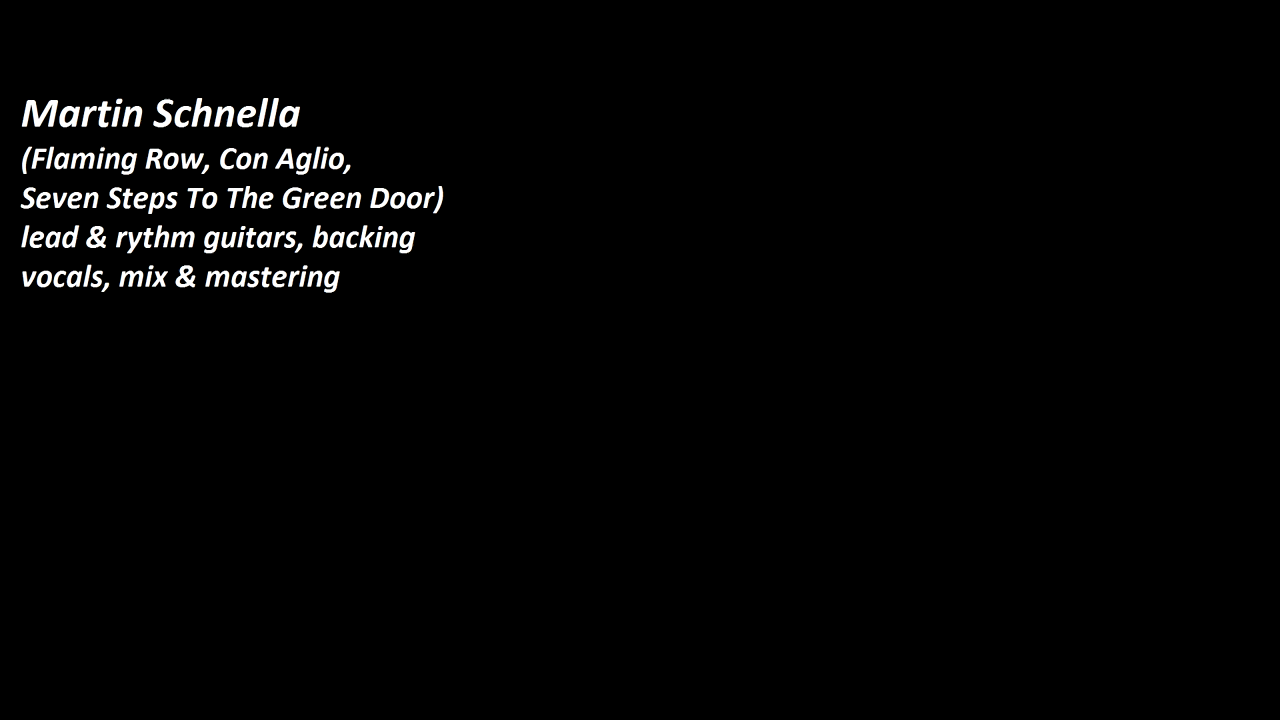 Martin Schnella
(Flaming Row, Con Aglio,
Seven Steps To The Green Door)
lead & rythm guitars, backing
vocals, mix & mastering